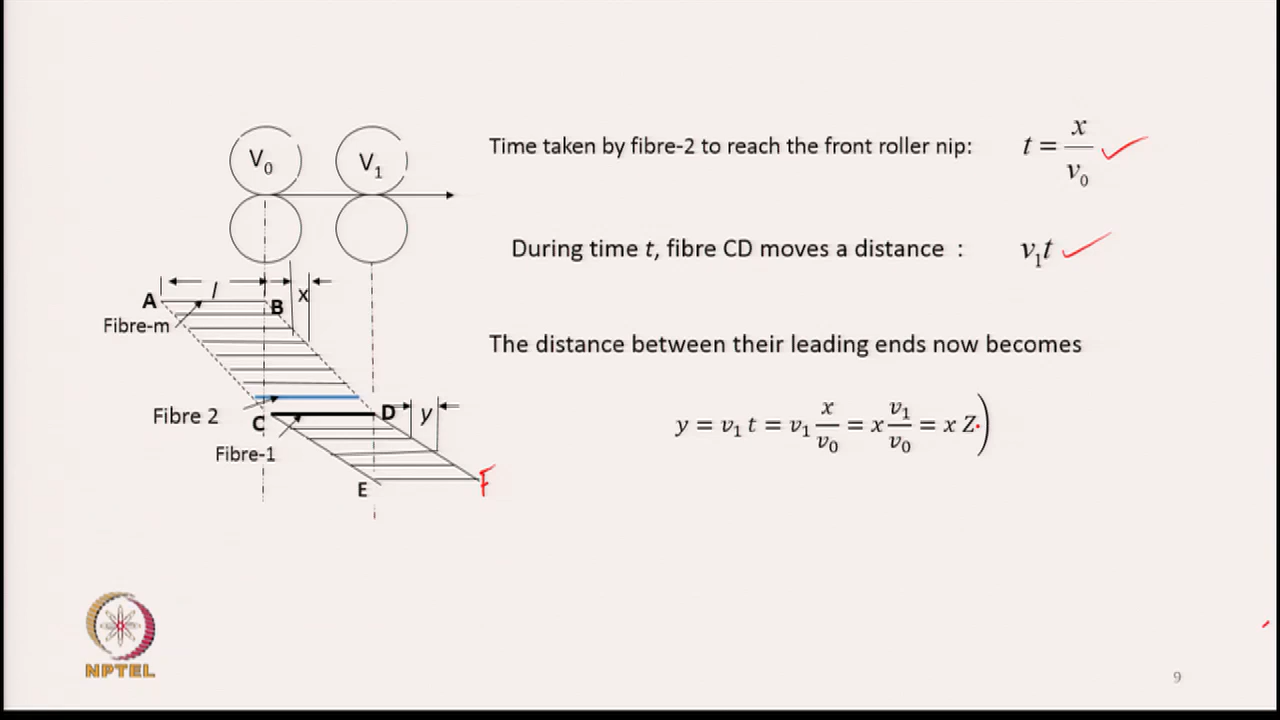 V₀ V₁
Time taken by fibre-2 to reach the front roller nip: t = x / v₀
During time t, fibre CD moves a distance : v₁t
l x
A B
Fibre-m
The distance between their leading ends now becomes
Fibre 2 C D y
Fibre-1
y = v₁ t = v₁ x / v₀ = x v₁ / v₀ = x Z
E F
NPTEL
9